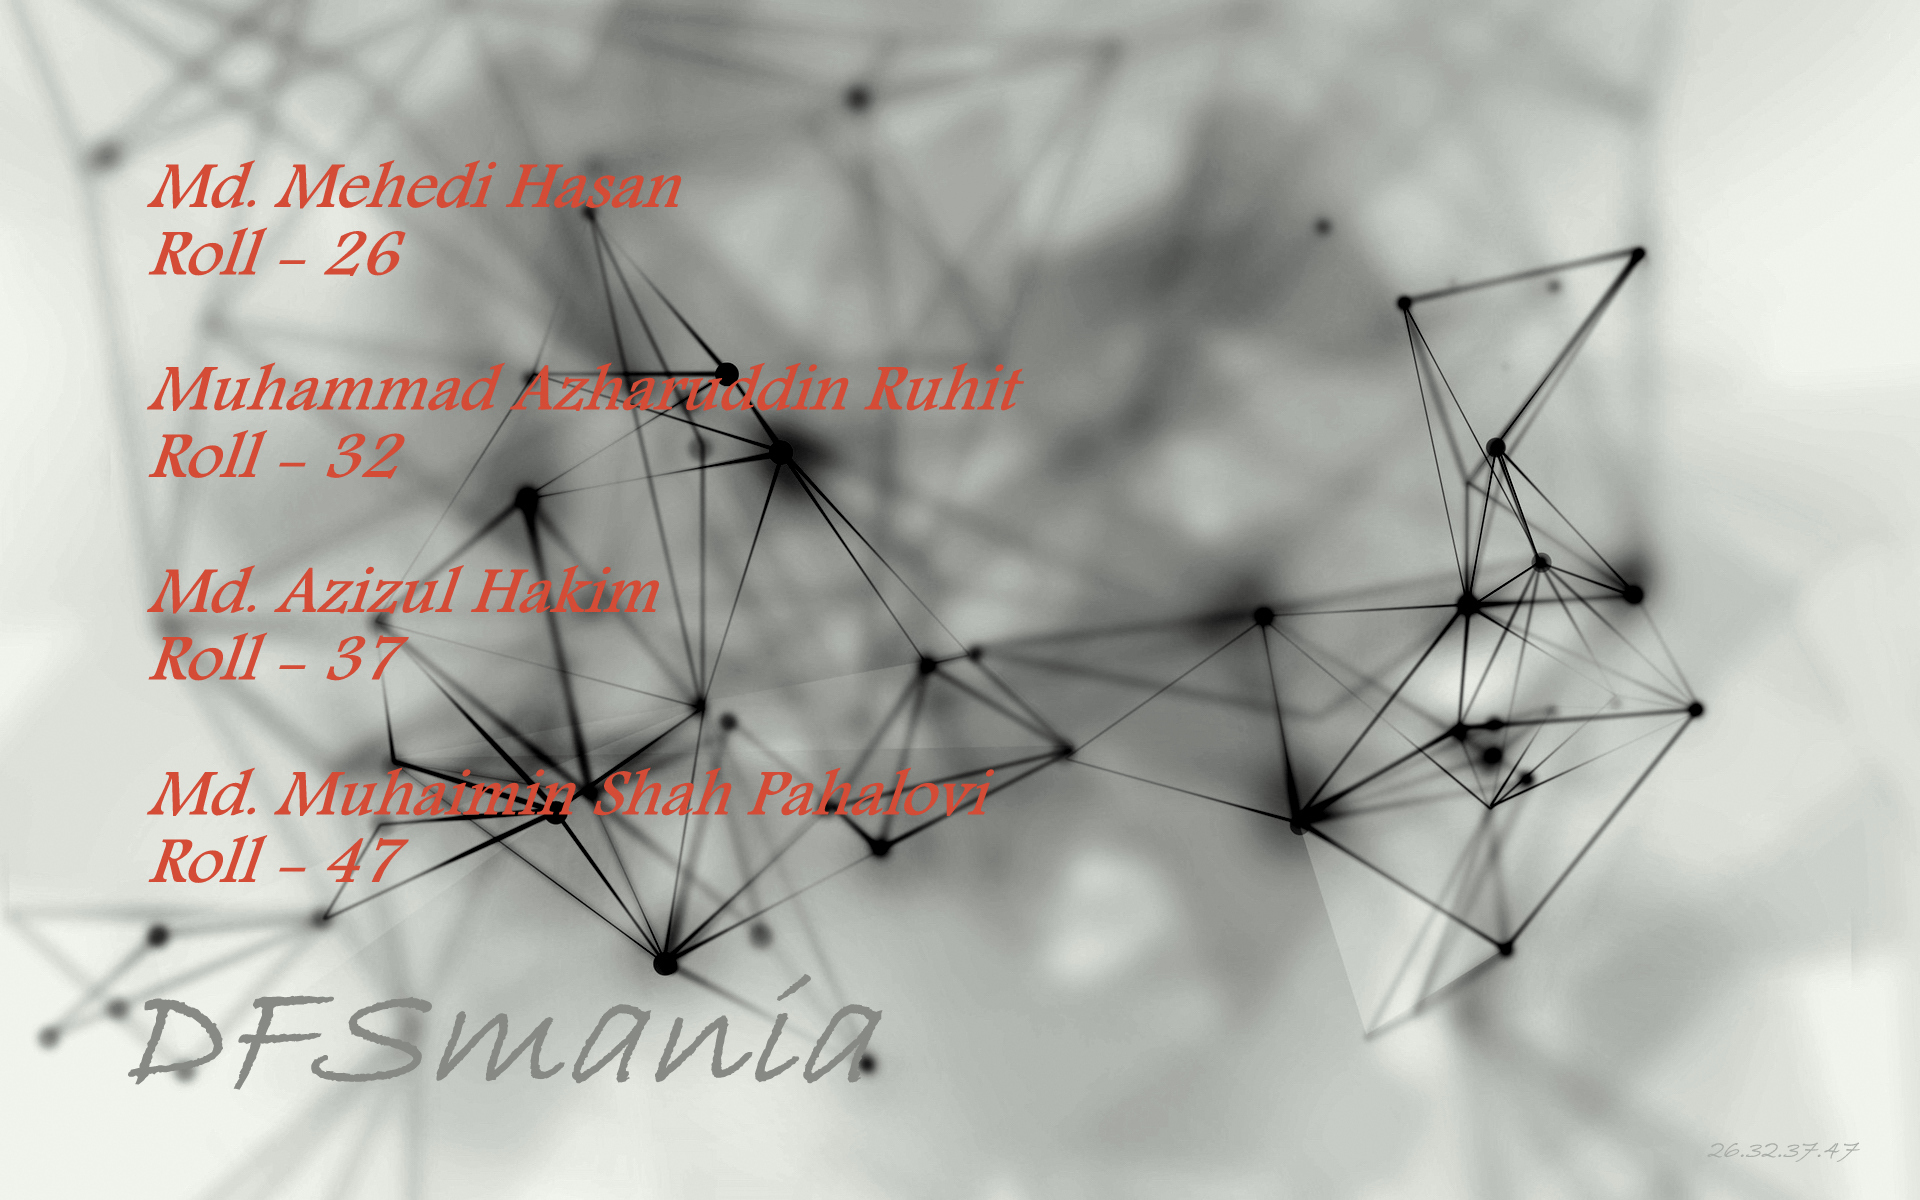 Md. Mehedi Hasan
Roll – 26
Muhammad Azharuddin Ruhit
Roll – 32
Md. Azizul Hakim
Roll – 37
Md. Muhaimin Shah Pahalovi
Roll – 47
DFSmania
26.32.37.47